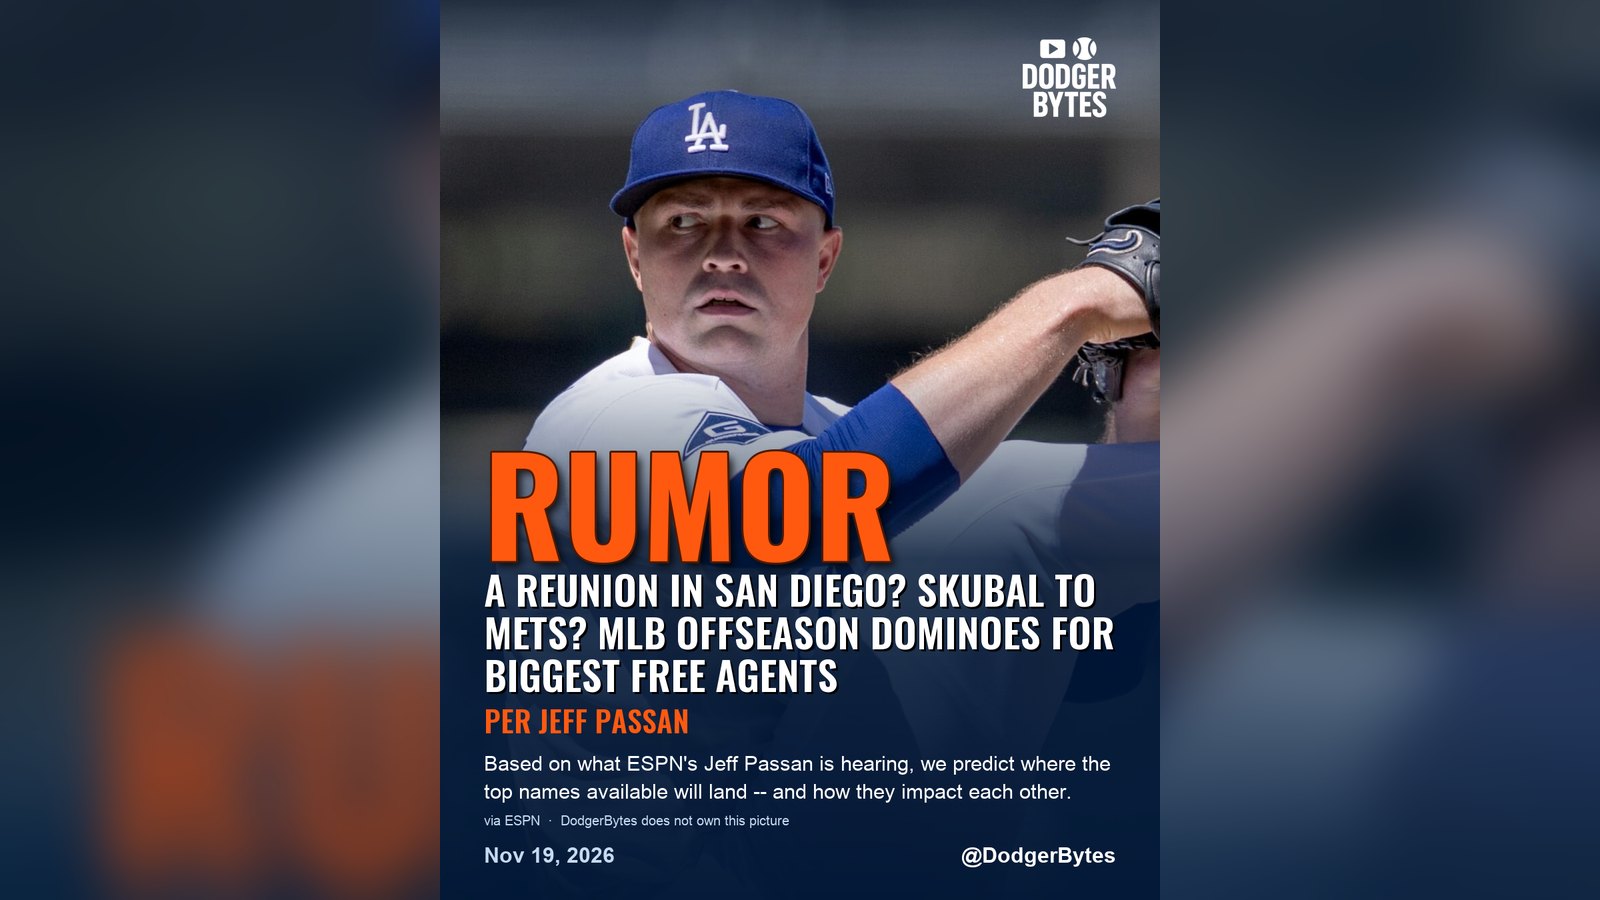 DODGER
BYTES
LA
RUMOR
A REUNION IN SAN DIEGO? SKUBAL TO
METS? MLB OFFSEASON DOMINOES FOR
BIGGEST FREE AGENTS
PER JEFF PASSAN
Based on what ESPN's Jeff Passan is hearing, we predict where the
top names available will land -- and how they impact each other.
via ESPN · DodgerBytes does not own this picture
Nov 19, 2026
@DodgerBytes